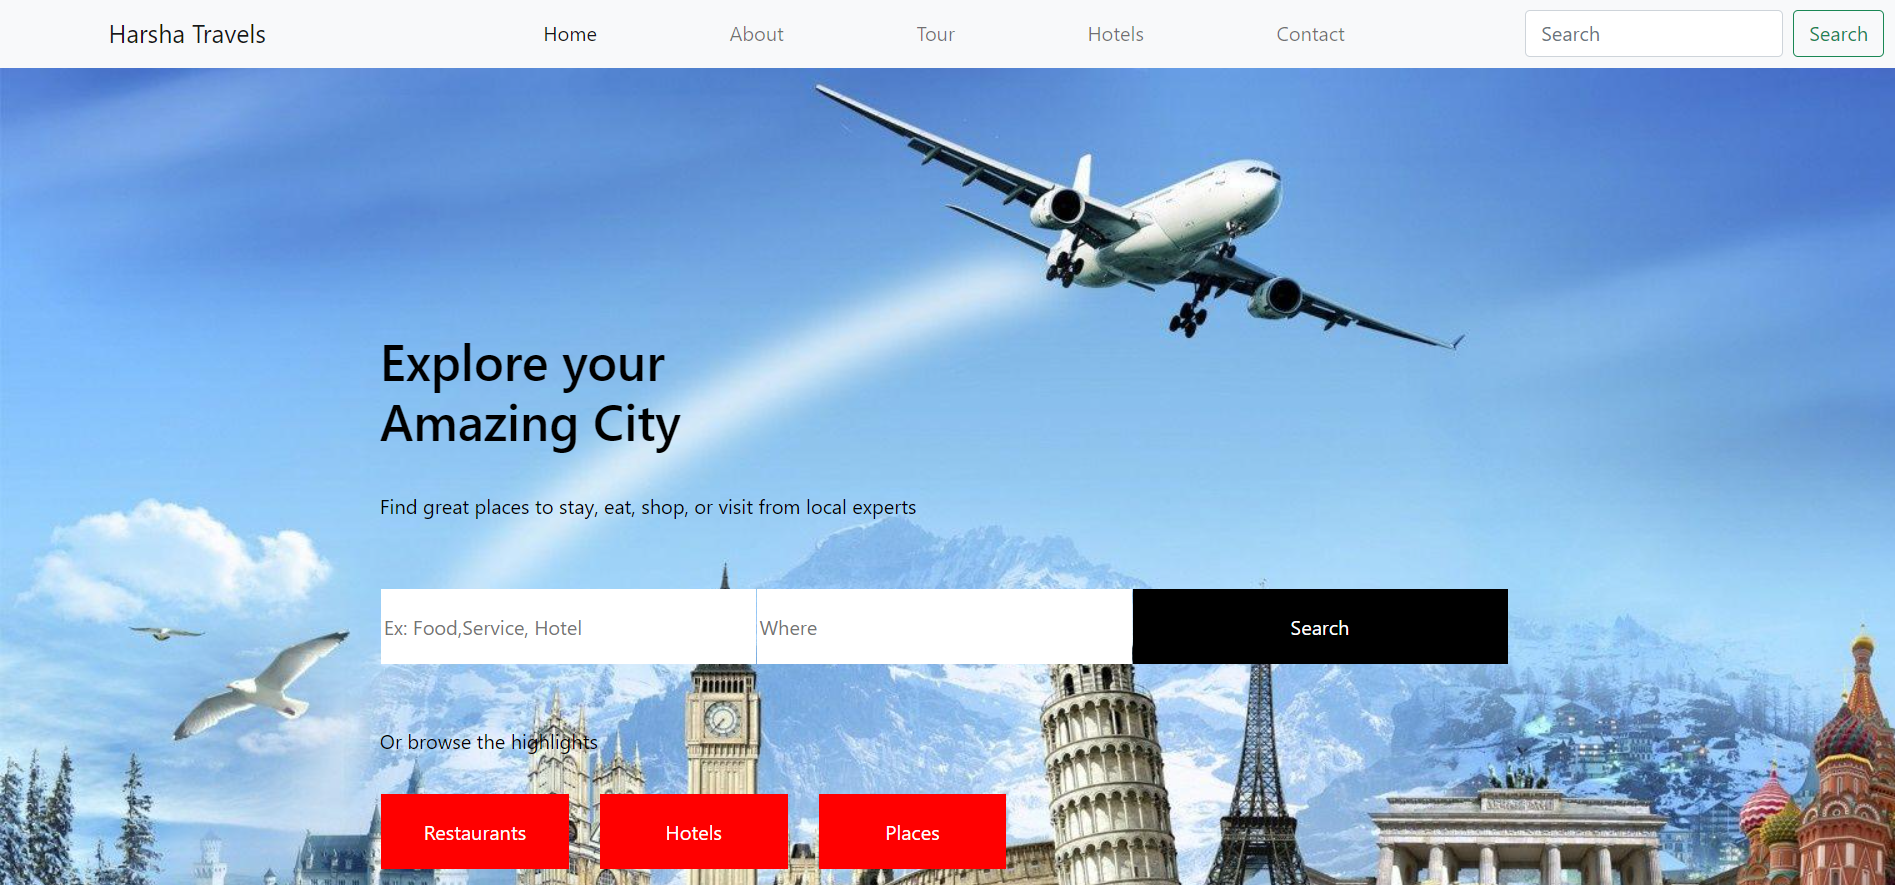 Harsha Travels Home About Tour Hotels Contact Search Search
Explore your
Amazing City
Find great places to stay, eat, shop, or visit from local experts
Ex: Food,Service, Hotel Where Search
Or browse the highlights
Restaurants Hotels Places